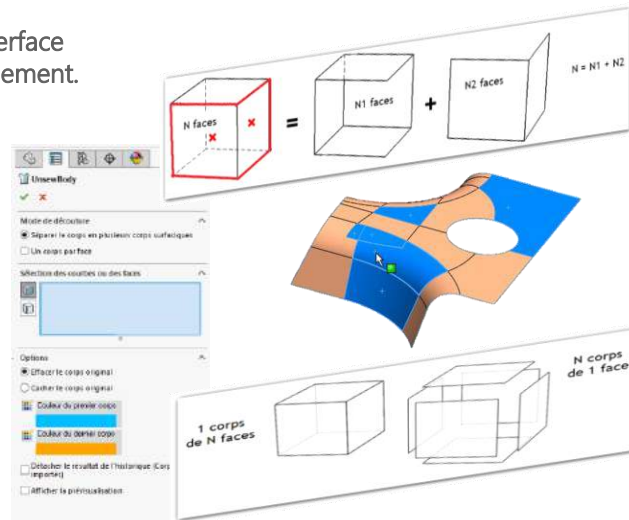 erface
ement.
N faces
=
N1 faces
+
N2 faces
N = N1 + N2
UnsewBody
Mode de décoututre
Séparer le corps en plusieurs corps surfaciques
Un corps par face
Sélection des courbes ou des faces
Options
Effacer le corps original
Cacher le corps original
Couleur du premier corps
Couleur du dernier corps
Détacher le résultat de l'historique (Corps
importés)
Afficher la prévisualisation
1 corps
de N faces
N corps
de 1 face